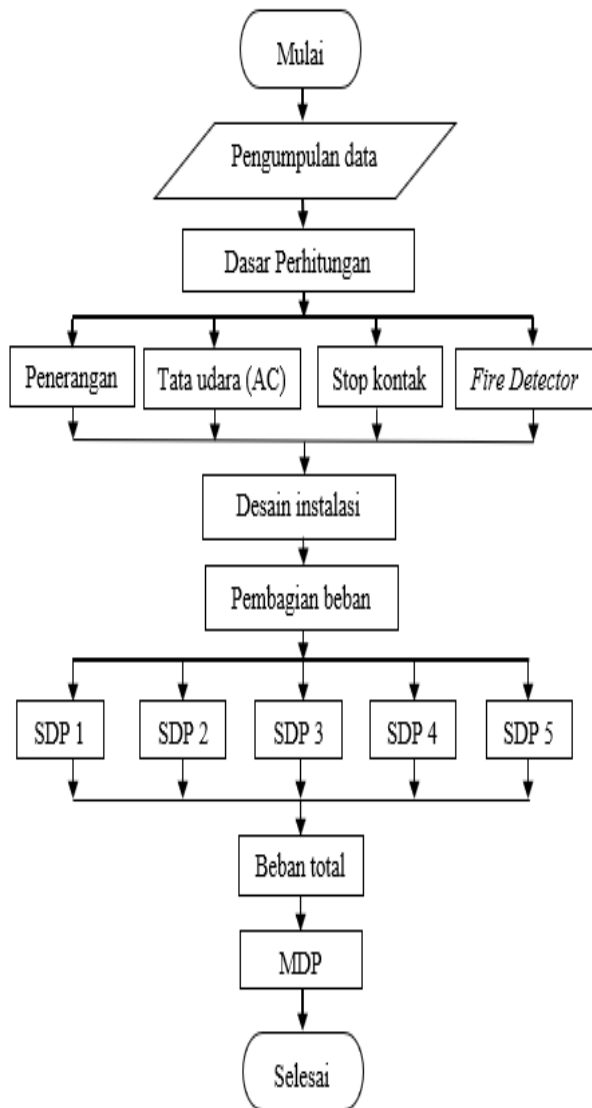 Mulai
Pengumpulan data
Dasar Perhitungan
Penerangan
Tata udara (AC)
Stop kontak
Fire Detector
Desain instalasi
Pembagian beban
SDP 1
SDP 2
SDP 3
SDP 4
SDP 5
Beban total
MDP
Selesai